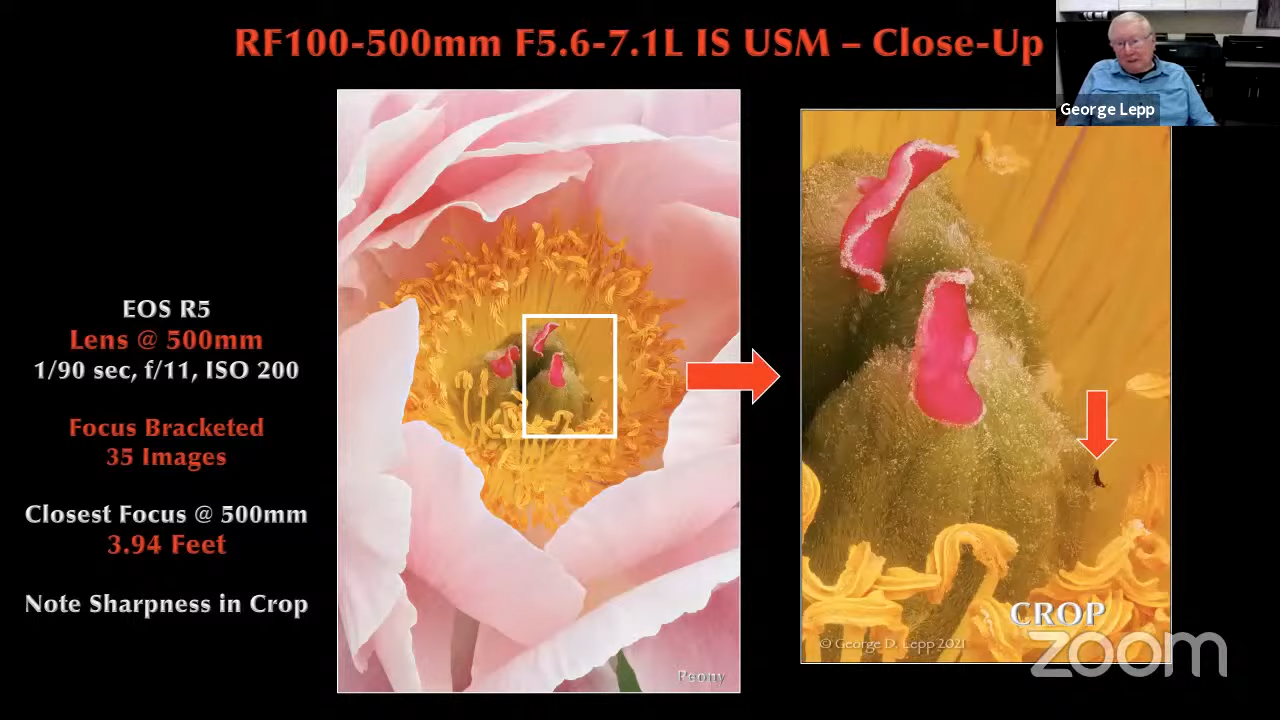 RF100-500mm F5.6-7.1L IS USM – Close-Up
George Lepp
EOS R5
Lens @ 500mm
1/90 sec, f/11, ISO 200
Focus Bracketed
35 Images
Closest Focus @ 500mm
3.94 Feet
Note Sharpness in Crop
Peony
CROP
© George D. Lepp 2021
zoom